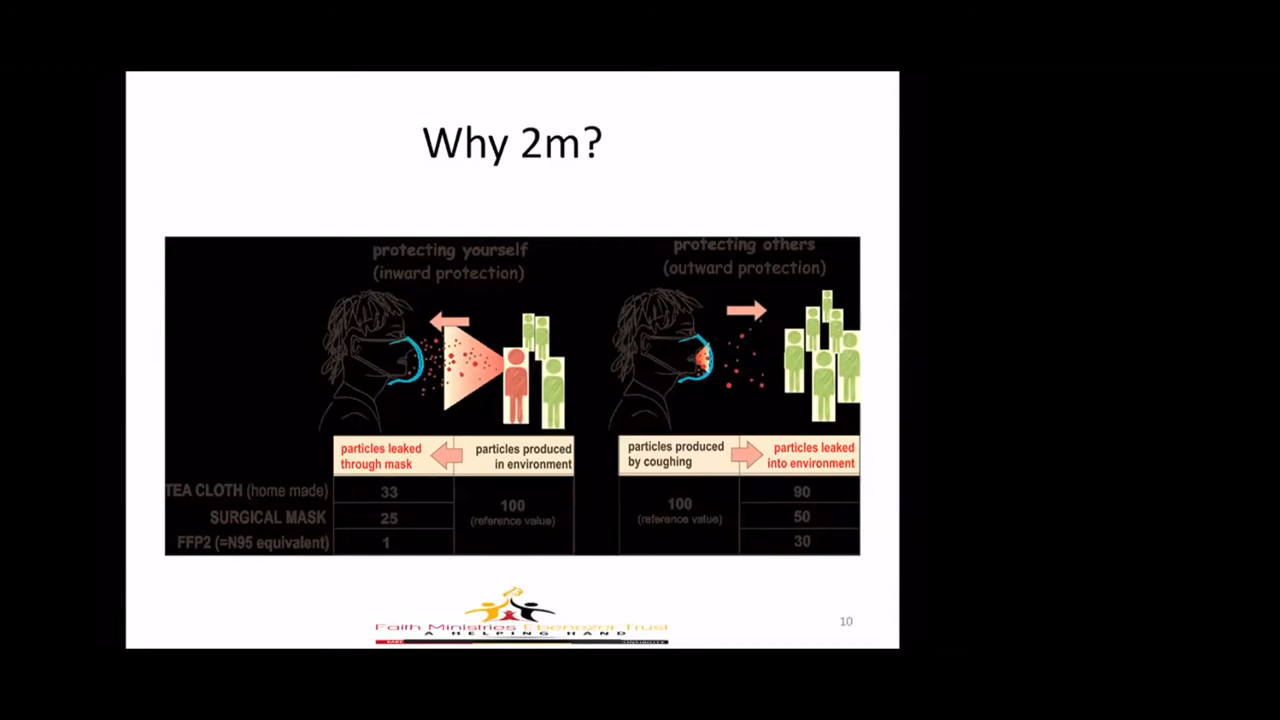 Why 2m?
protecting yourself
(inward protection)
protecting others
(outward protection)
particles leaked
through mask
particles produced
in environment
particles produced
by coughing
particles leaked
into environment
TEA CLOTH (home made)
33
100
(reference value)
100
(reference value)
90
SURGICAL MASK
25
50
FFP2 (=N95 equivalent)
1
30
Faith Ministries Ebenezer Trust
A HELPING HAND
10